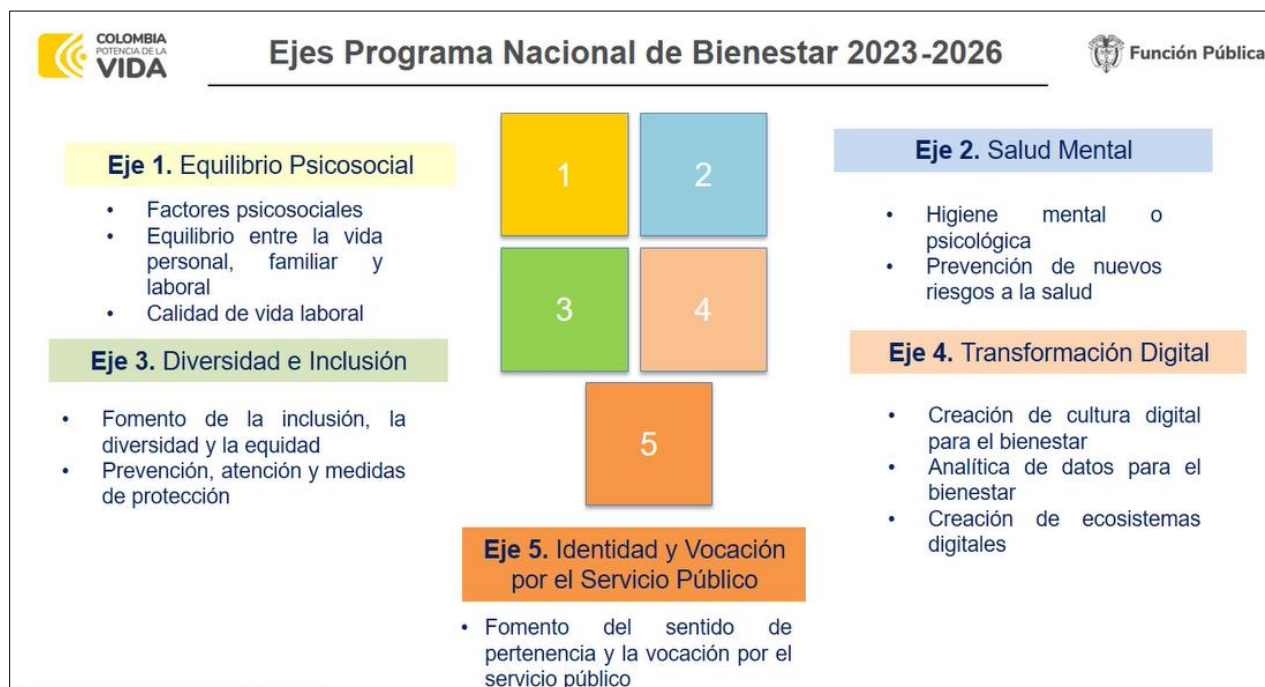 COLOMBIA
POTENCIA DE LA
VIDA
Ejes Programa Nacional de Bienestar 2023-2026
Función Pública
Eje 1. Equilibrio Psicosocial
• Factores psicosociales
• Equilibrio entre la vida
personal, familiar y
laboral
• Calidad de vida laboral
1
2
Eje 2. Salud Mental
• Higiene mental o
psicológica
• Prevención de nuevos
riesgos a la salud
Eje 3. Diversidad e Inclusión
• Fomento de la inclusión, la
diversidad y la equidad
• Prevención, atención y medidas
de protección
3
4
Eje 4. Transformación Digital
• Creación de cultura digital
para el bienestar
• Analítica de datos para el
bienestar
• Creación de ecosistemas
digitales
5
Eje 5. Identidad y Vocación
por el Servicio Público
• Fomento del sentido de
pertenencia y la vocación por el
servicio público